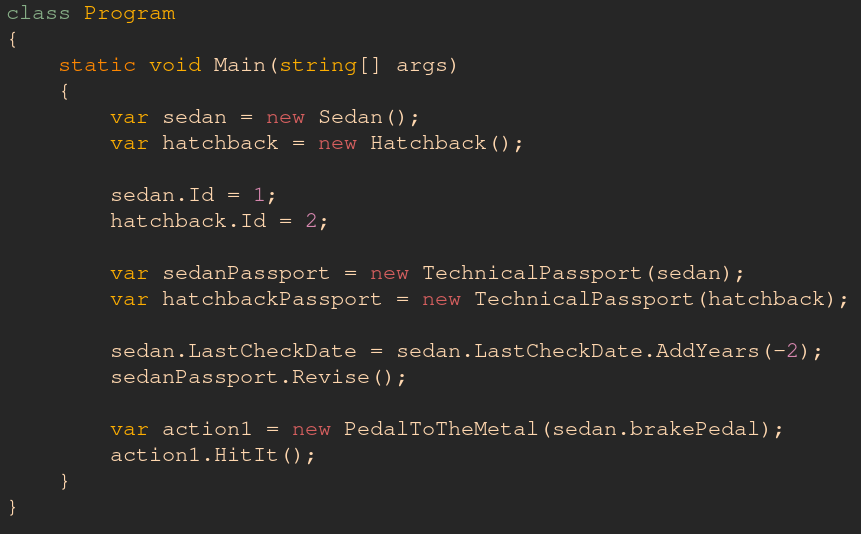 class Program
{
    static void Main(string[] args)
    {
        var sedan = new Sedan();
        var hatchback = new Hatchback();

        sedan.Id = 1;
        hatchback.Id = 2;

        var sedanPassport = new TechnicalPassport(sedan);
        var hatchbackPassport = new TechnicalPassport(hatchback);

        sedan.LastCheckDate = sedan.LastCheckDate.AddYears(-2);
        sedanPassport.Revise();

        var action1 = new PedalToTheMetal(sedan.brakePedal);
        action1.HitIt();
    }
}